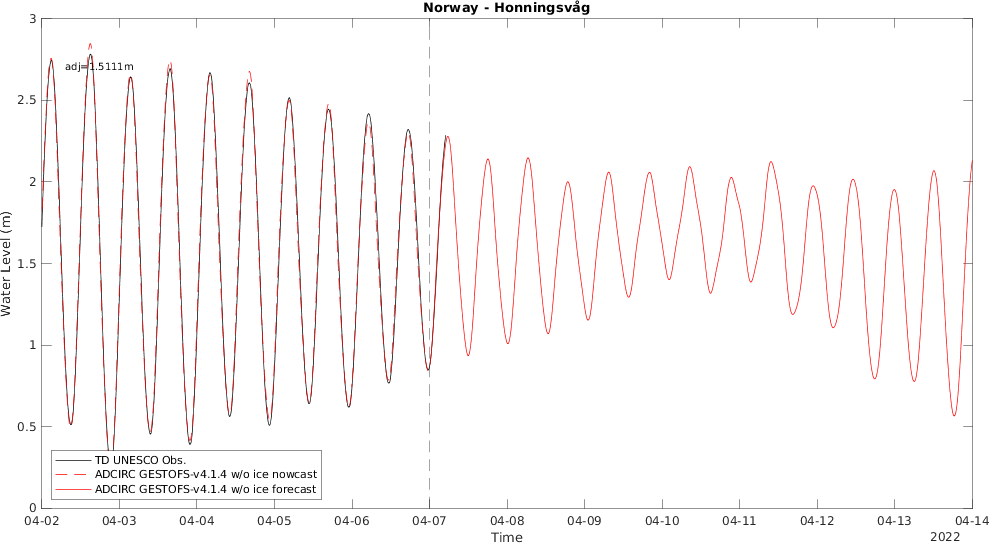 Norway - Honningsvåg
3
adj=1.5111m
2.5
2
1.5
1
0.5
0
Water Level (m)
TD UNESCO Obs.
ADCIRC GESTOFS-v4.1.4 w/o ice nowcast
ADCIRC GESTOFS-v4.1.4 w/o ice forecast
04-02 04-03 04-04 04-05 04-06 04-07 04-08 04-09 04-10 04-11 04-12 04-13 04-14
Time
2022